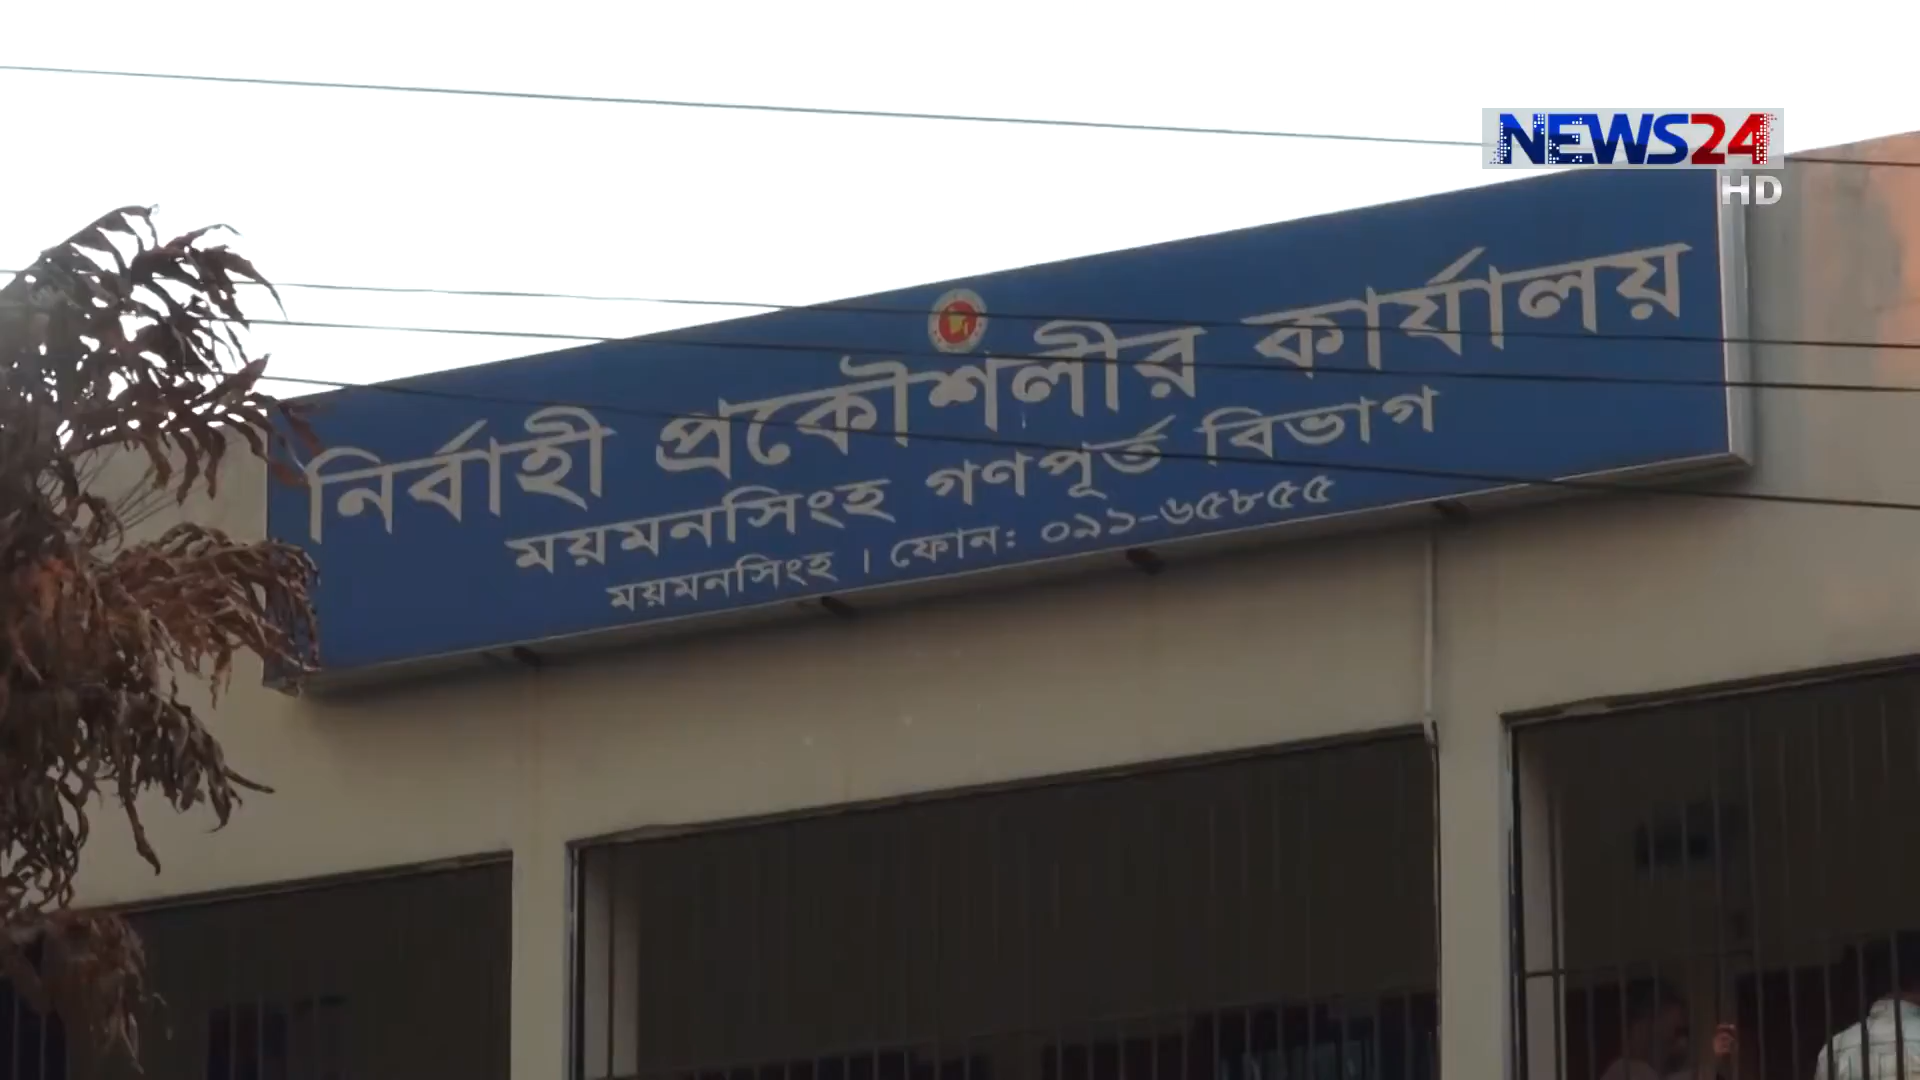 NEWS24
HD
নির্বাহী প্রকৌশলীর কার্যালয়
ময়মনসিংহ গণপূর্ত বিভাগ
ময়মনসিংহ । ফোন: ০৯১-৬৫৮৫৫